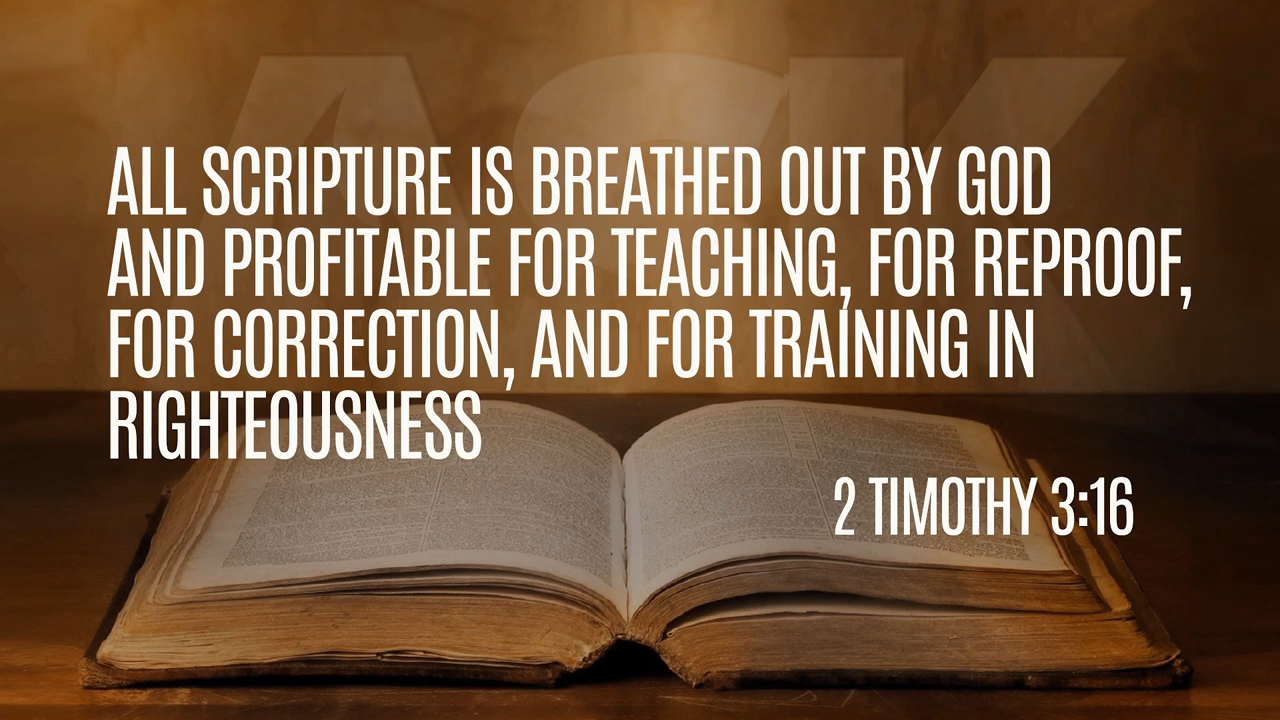 ASK
ALL SCRIPTURE IS BREATHED OUT BY GOD
AND PROFITABLE FOR TEACHING, FOR REPROOF,
FOR CORRECTION, AND FOR TRAINING IN
RIGHTEOUSNESS
2 TIMOTHY 3:16